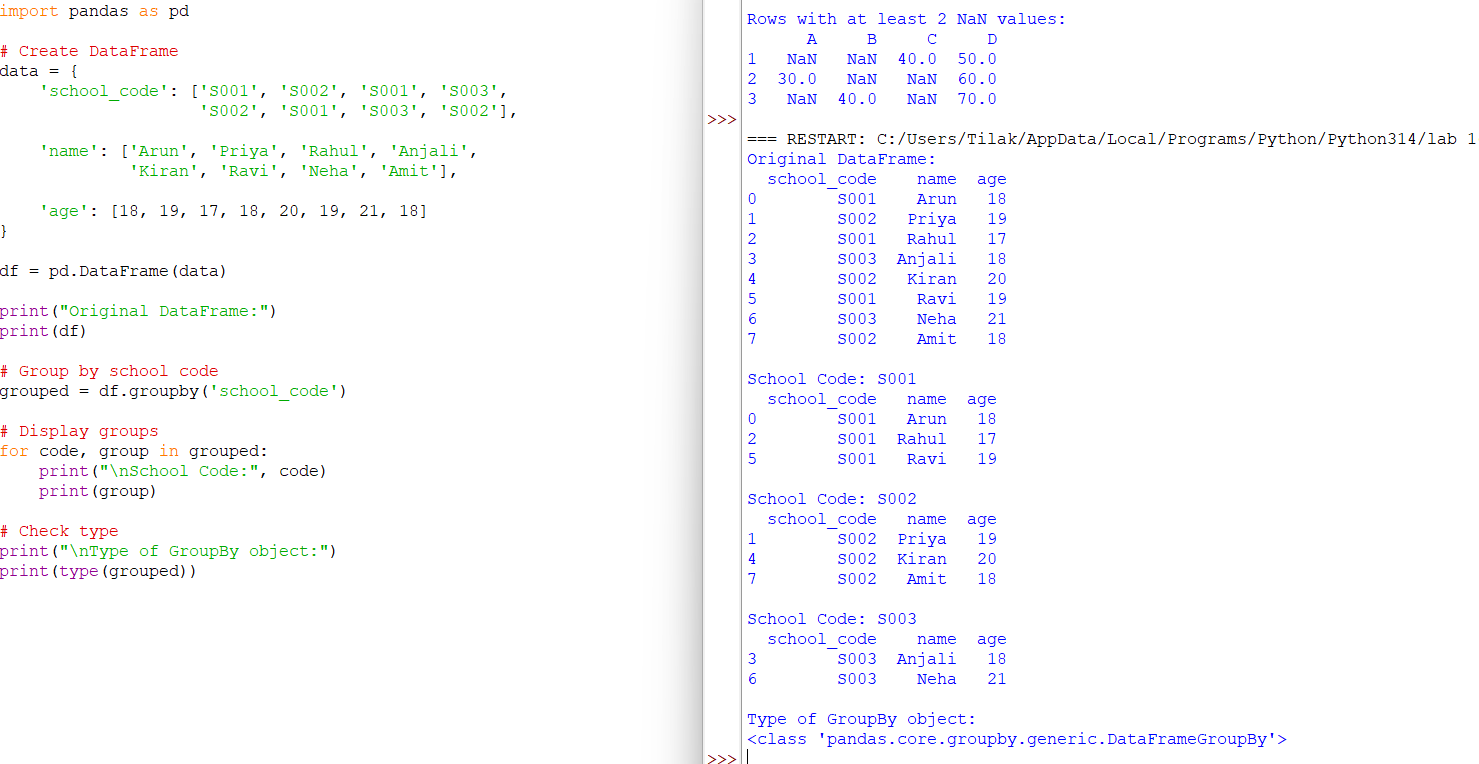 import pandas as pd
# Create DataFrame
data = {
    'school_code': ['S001', 'S002', 'S001', 'S003',
                    'S002', 'S001', 'S003', 'S002'],
    'name': ['Arun', 'Priya', 'Rahul', 'Anjali',
             'Kiran', 'Ravi', 'Neha', 'Amit'],
    'age': [18, 19, 17, 18, 20, 19, 21, 18]
}
df = pd.DataFrame(data)
print("Original DataFrame:")
print(df)
# Group by school code
grouped = df.groupby('school_code')
# Display groups
for code, group in grouped:
    print("\nSchool Code:", code)
    print(group)
# Check type
print("\nType of GroupBy object:")
print(type(grouped))
Rows with at least 2 NaN values:
      A     B     C     D
1   NaN   NaN  40.0  50.0
2  30.0   NaN   NaN  60.0
3   NaN  40.0   NaN  70.0
>>>
=== RESTART: C:/Users/Tilak/AppData/Local/Programs/Python/Python314/lab 1
Original DataFrame:
  school_code    name  age
0        S001    Arun   18
1        S002   Priya   19
2        S001   Rahul   17
3        S003  Anjali   18
4        S002   Kiran   20
5        S001    Ravi   19
6        S003    Neha   21
7        S002    Amit   18
School Code: S001
  school_code   name  age
0        S001   Arun   18
2        S001  Rahul   17
5        S001   Ravi   19
School Code: S002
  school_code   name  age
1        S002  Priya   19
4        S002  Kiran   20
7        S002   Amit   18
School Code: S003
  school_code    name  age
3        S003  Anjali   18
6        S003    Neha   21
Type of GroupBy object:
<class 'pandas.core.groupby.generic.DataFrameGroupBy'>
>>>